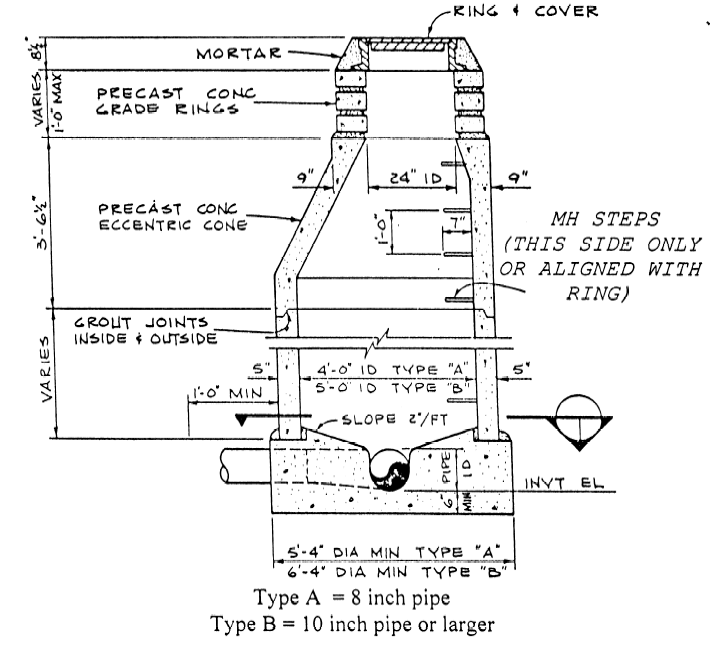 RING & COVER
VARIES, 8½"
MORTAR
VARIES
1'-0" MAX
PRECAST CONC
GRADE RINGS
9"
24" ID
9"
3'-6½"
PRECAST CONC
ECCENTRIC CONE
1'-0"
7"
MH STEPS
(THIS SIDE ONLY
OR ALIGNED WITH
RING)
GROUT JOINTS
INSIDE & OUTSIDE
VARIES
5"
4'-0" ID TYPE "A"
5'-0" ID TYPE "B"
5"
1'-0" MIN
SLOPE 2"/FT
PIPE
ID
6"
MIN
INVT EL
5'-4" DIA MIN TYPE "A"
6'-4" DIA MIN TYPE "B"
Type A = 8 inch pipe
Type B = 10 inch pipe or larger